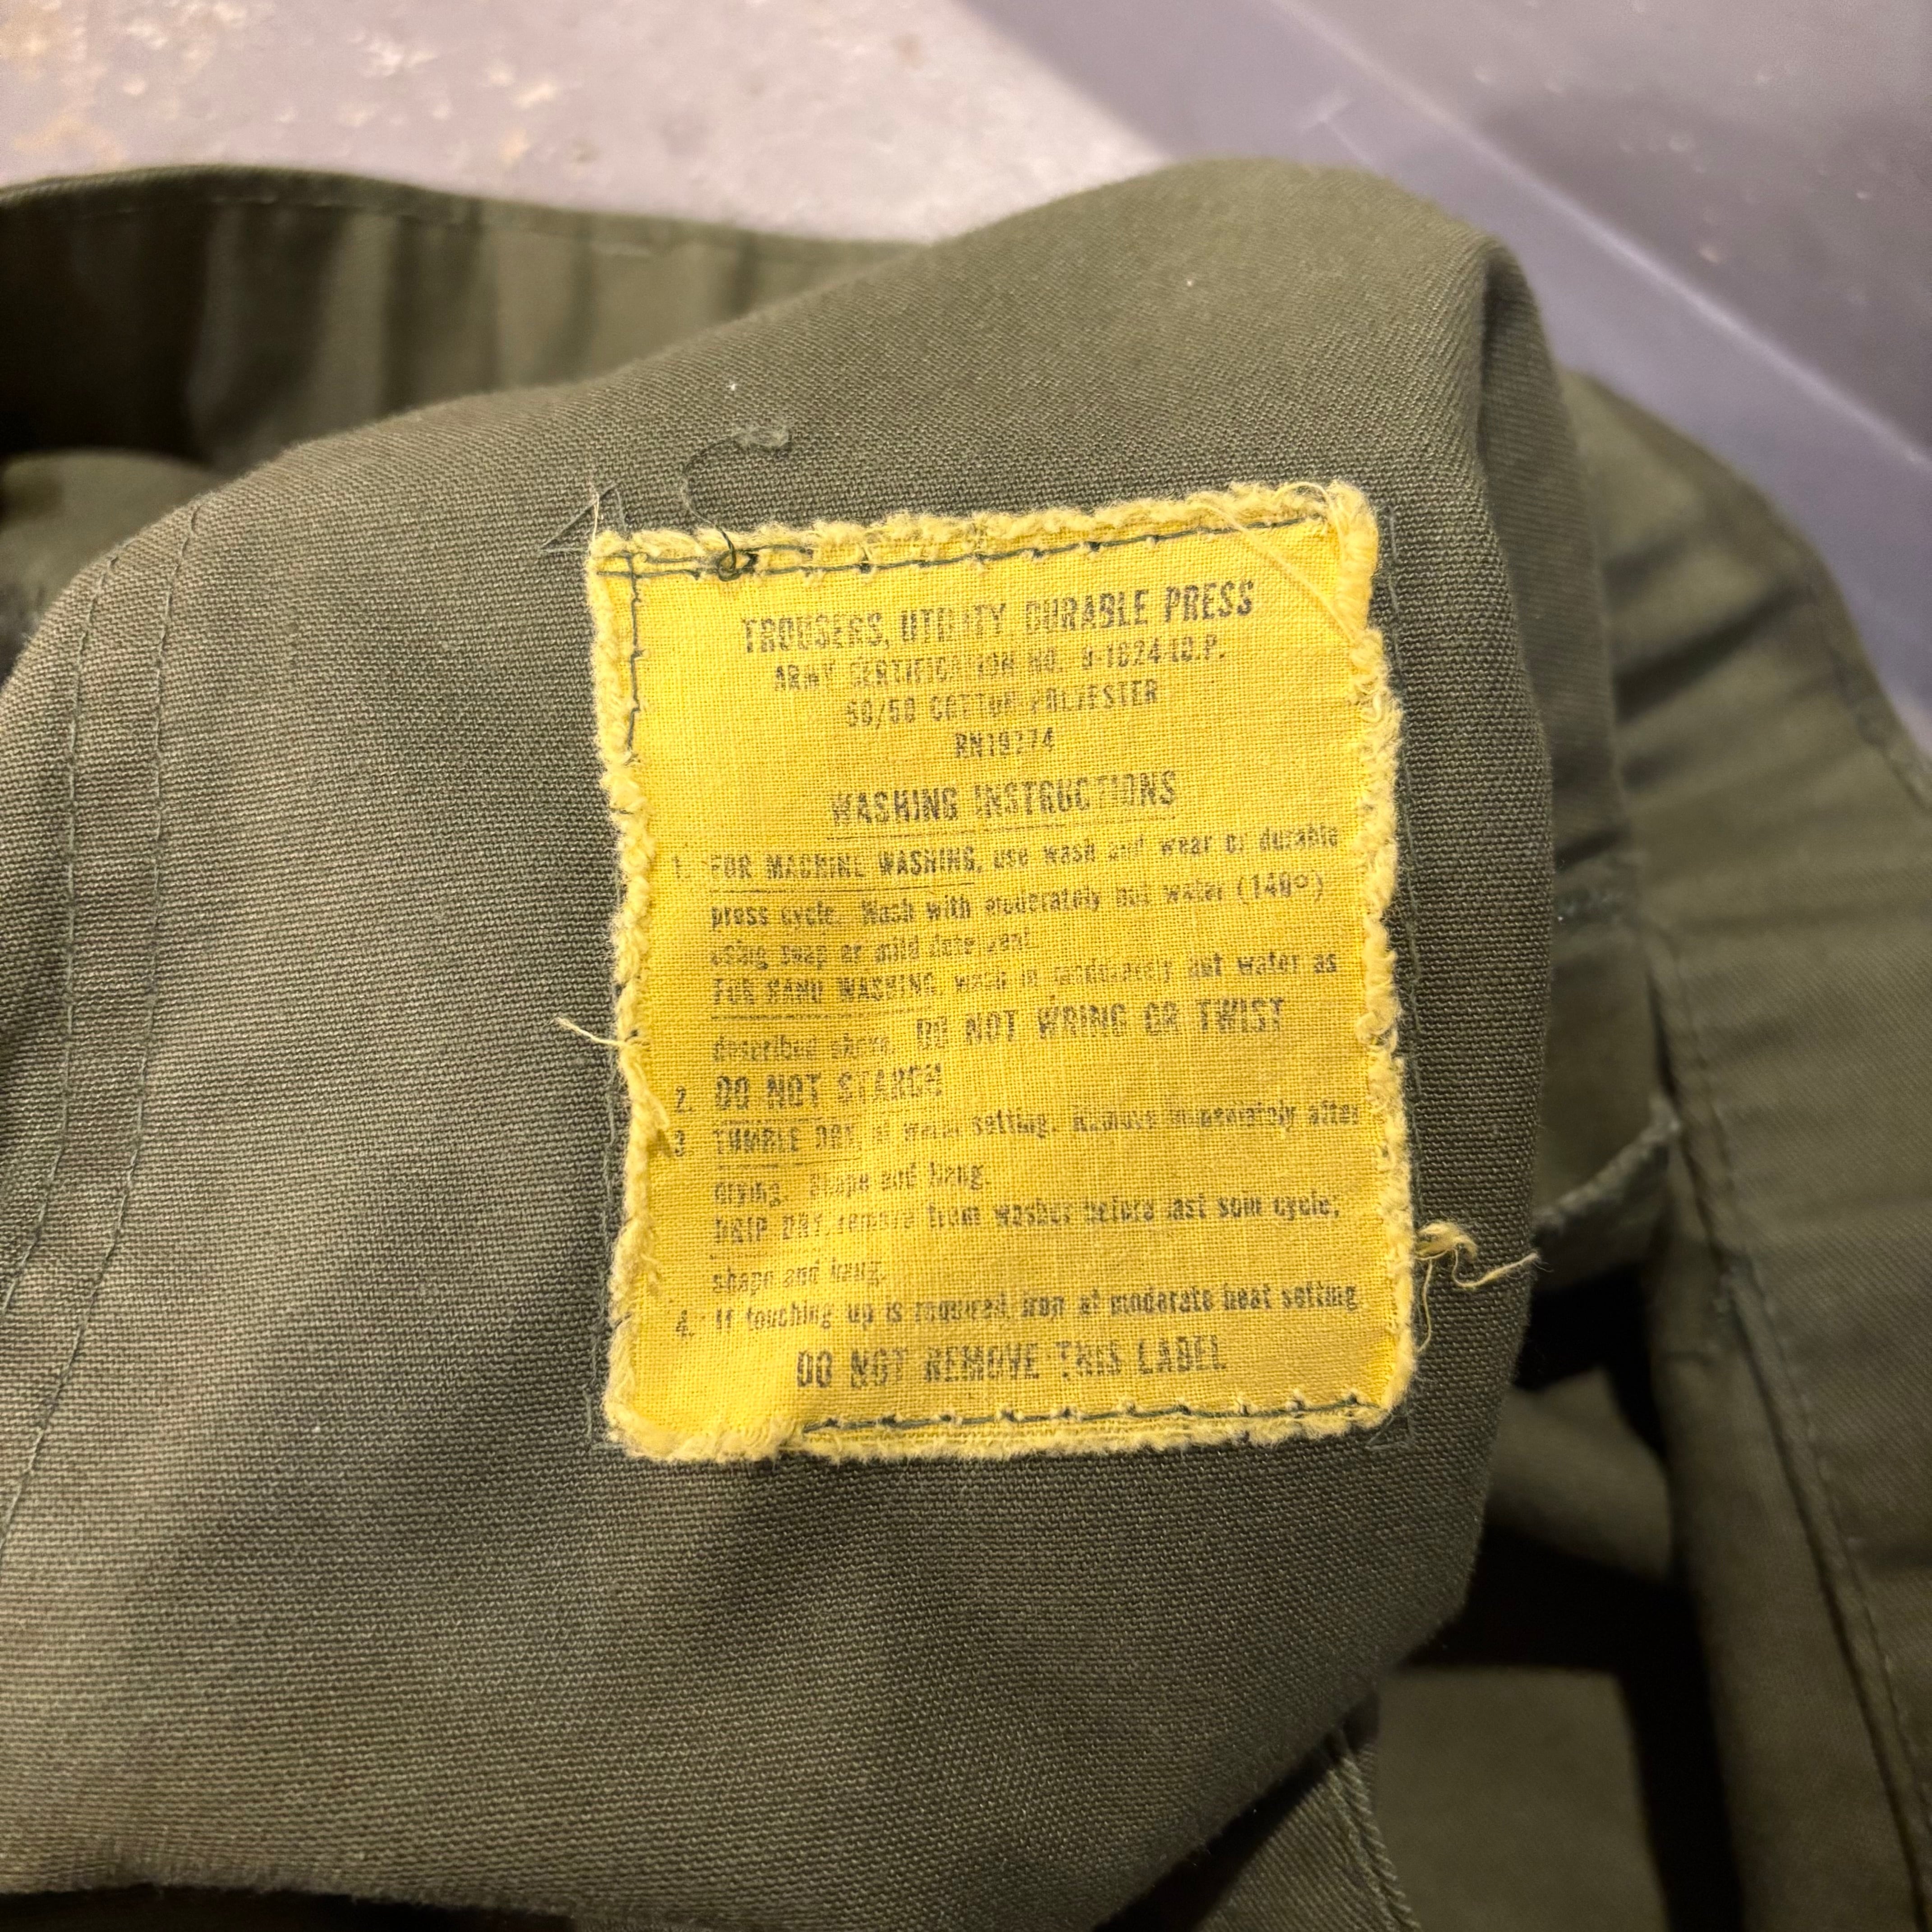 TROUSERS, UTILITY, DURABLE PRESS
ARMY CERTIFICATION NO.
50/50 COTTON POLYESTER
WASHING INSTRUCTIONS
1. FOR MACHINE WASHING, use wash and wear or durable
press cycle. Wash with moderately hot water (140°)
using soap or mild detergent.
FOR HAND WASHING, wash in moderately hot water as
described above. DO NOT WRING OR TWIST
2. DO NOT STARCH
3 TUMBLE DRY, at warm setting. Remove immediately after
drying. Shape and hang.
DRIP DRY, remove from washer before last spin cycle;
shape and hang.
4. If touching up is required, iron at moderate heat setting
DO NOT REMOVE THIS LABEL